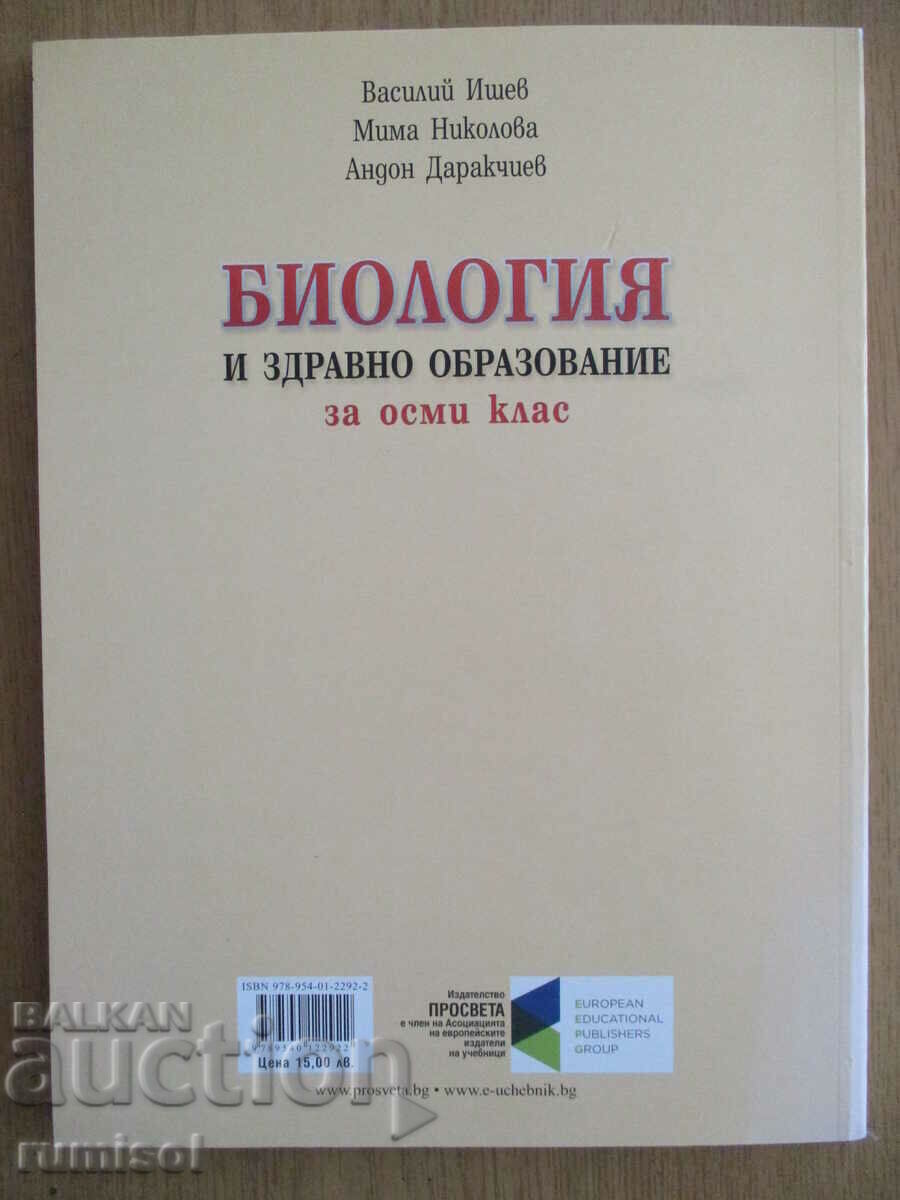 Василий Ишев
Мима Николова
Андон Даракчиев
БИОЛОГИЯ
И ЗДРАВНО ОБРАЗОВАНИЕ
за осми клас
ISBN 978-954-01-2292-2
9789540122922
Цена 15,00 лв.
Издателство
ПРОСВЕТА
е член на Асоциацията
на европейските
издатели
на учебници
EUROPEAN
EDUCATIONAL
PUBLISHERS
GROUP
www.prosveta.bg • www.e-uchebnik.bg
BALKAN
auction
rumisol